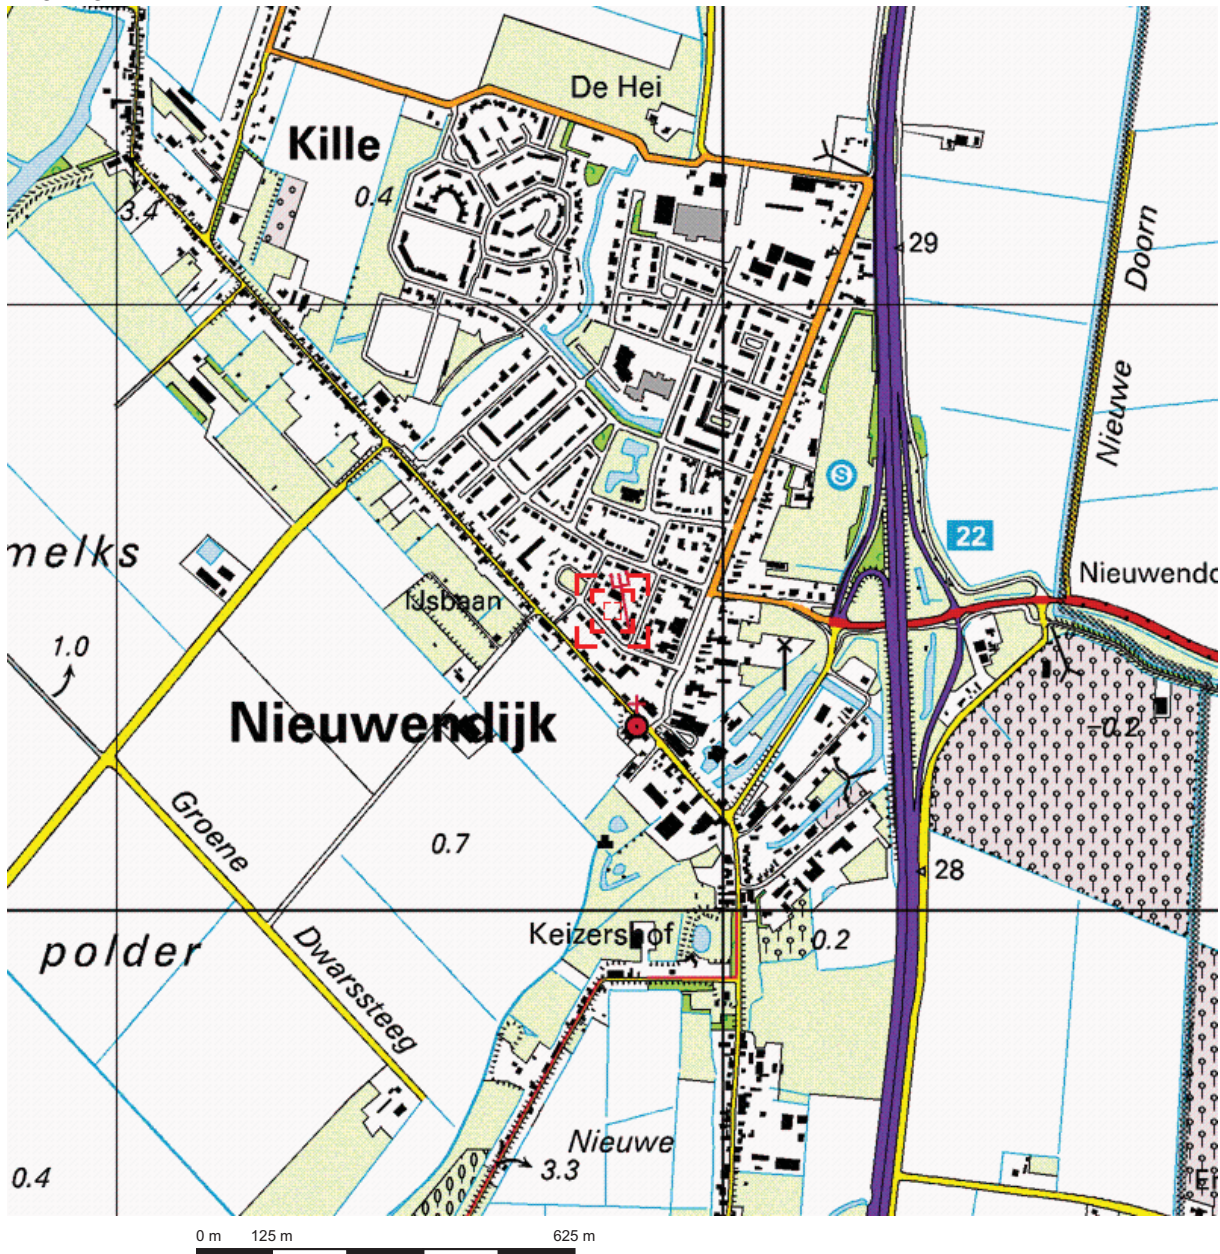 De Hei
Kille
0.4
3.4
29
Doorn
Nieuwe
S
22
melks
IJsbaan
Nieuwendo
1.0
Nieuwendijk
-0.2
Groene
0.7
28
Keizershof
0.2
polder
Dwarssteeg
Nieuwe
3.3
0.4
0 m 125 m 625 m